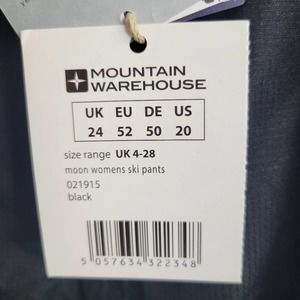 MOUNTAIN
WAREHOUSE
UK EU DE US
24 52 50 20
size range UK 4-28
moon womens ski pants
021915
black
5 057634 322348